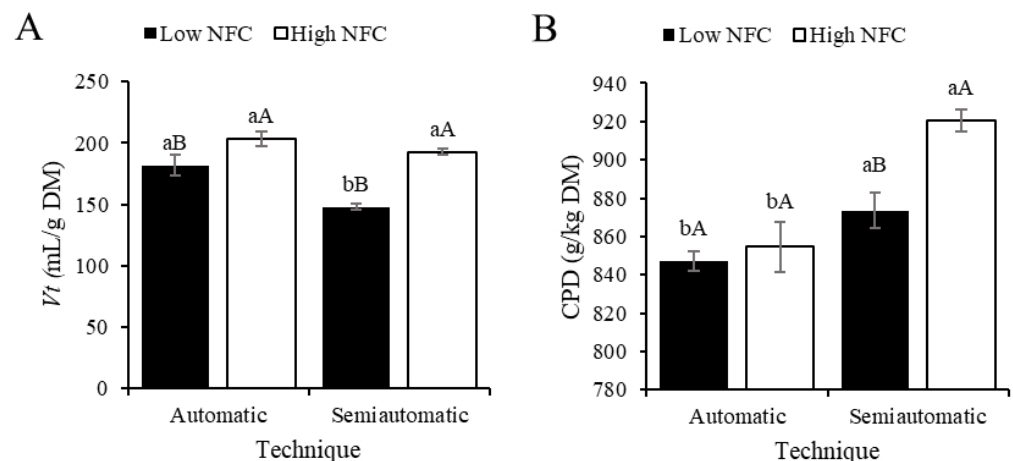 A
■Low NFC □High NFC
Vt (mL/g DM)
250
200
150
100
50
0
aB
aA
bB
aA
Automatic Semiautomatic
Technique
B
■Low NFC □High NFC
CPD (g/kg DM)
940
920
900
880
860
840
820
800
780
bA
bA
aB
aA
Automatic Semiautomatic
Technique